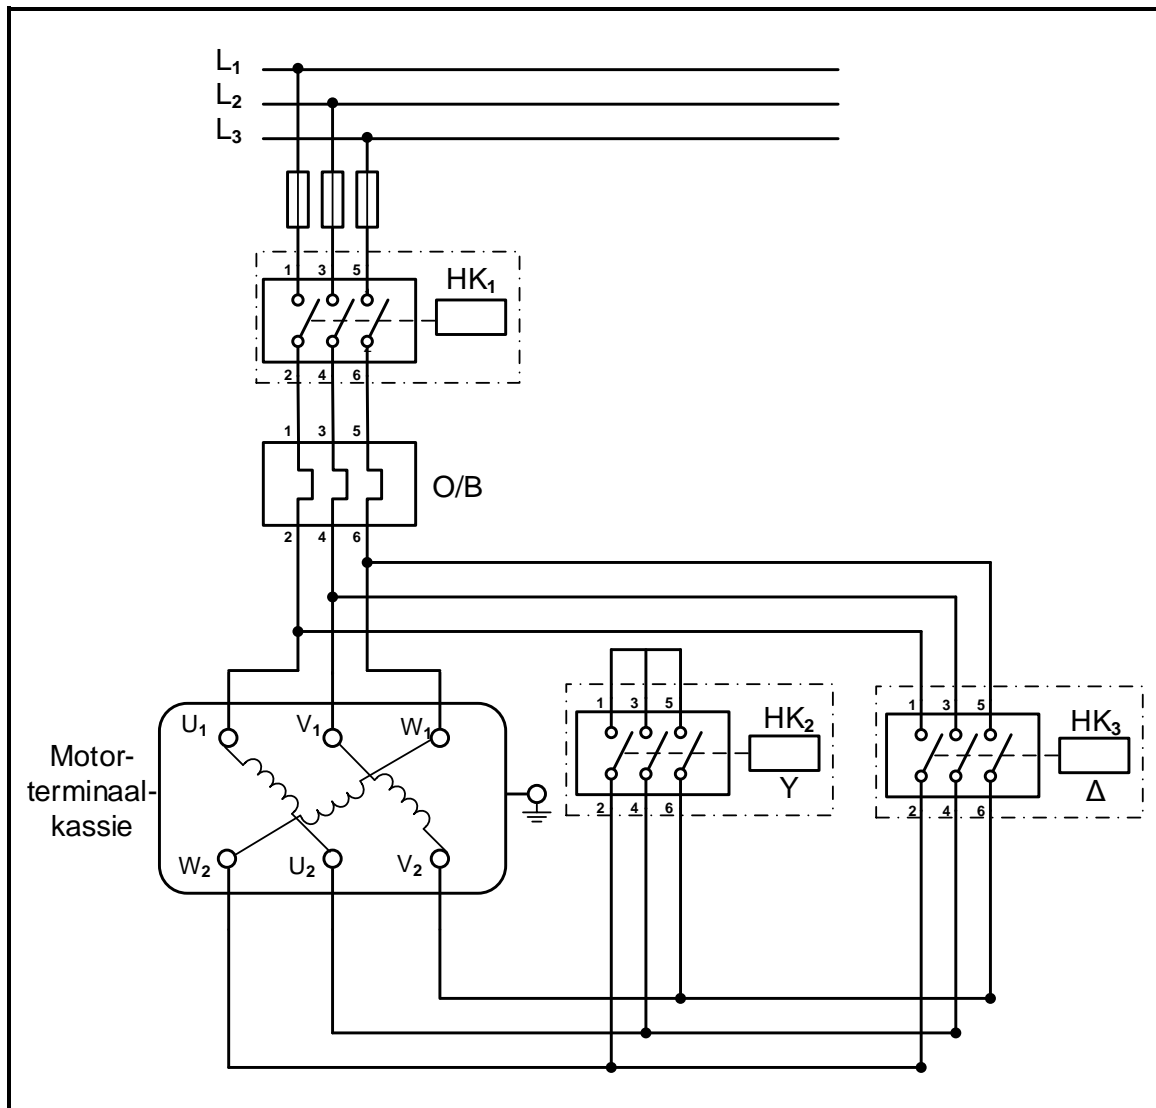 L₁
L₂
L₃
1 3 5
HK₁
2 4 6
1 3 5
O/B
2 4 6
U₁ V₁ W₁
Motor-
terminaal-
kassie
W₂ U₂ V₂
1 3 5
HK₂
Y
2 4 6
1 3 5
HK₃
Δ
2 4 6